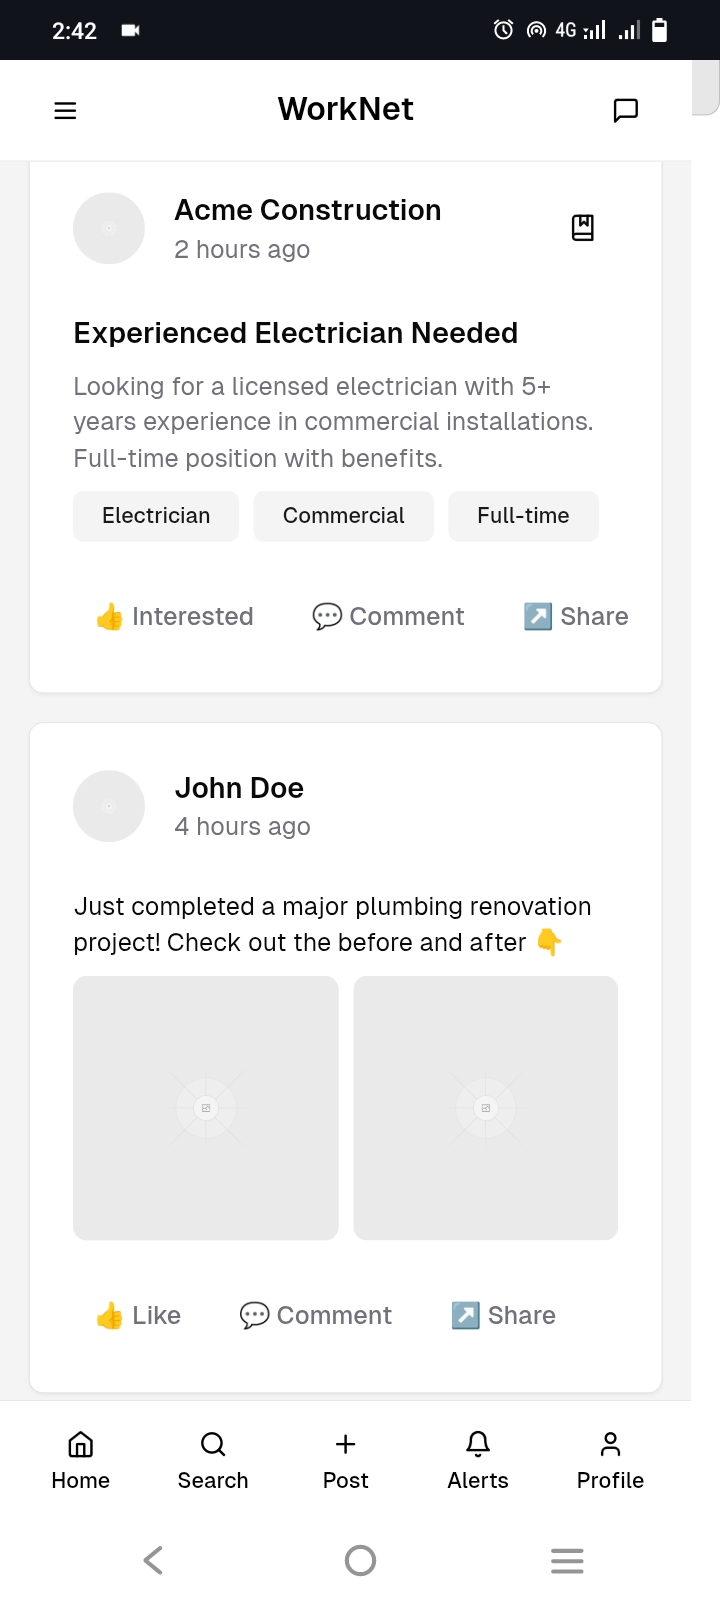 2:42
4G
WorkNet
Acme Construction
2 hours ago
Experienced Electrician Needed
Looking for a licensed electrician with 5+
years experience in commercial installations.
Full-time position with benefits.
Electrician Commercial Full-time
👍 Interested 💬 Comment ↗️ Share
John Doe
4 hours ago
Just completed a major plumbing renovation
project! Check out the before and after 👇
👍 Like 💬 Comment ↗️ Share
Home Search Post Alerts Profile